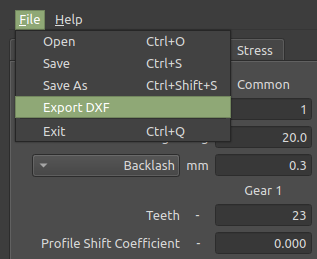 File Help
Open Ctrl+O
Save Ctrl+S
Save As Ctrl+Shift+S
Export DXF
Exit Ctrl+Q
Stress
Common
1
20.0
Backlash mm 0.3
Gear 1
Teeth - 23
Profile Shift Coefficient - 0.000